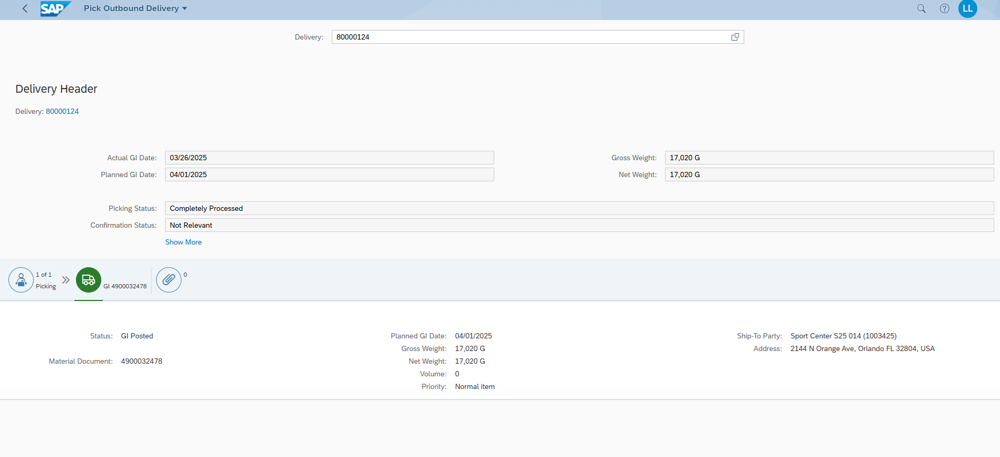 SAP Pick Outbound Delivery LL
Delivery: 80000124
Delivery Header
Delivery: 80000124
Actual GI Date: 03/26/2025 Gross Weight: 17,020 G
Planned GI Date: 04/01/2025 Net Weight: 17,020 G
Picking Status: Completely Processed
Confirmation Status: Not Relevant
Show More
1 of 1 0
Picking GI 4900032478
Status: GI Posted Planned GI Date: 04/01/2025 Ship-To Party: Sport Center S25 014 (1003425)
Gross Weight: 17,020 G Address: 2144 N Orange Ave, Orlando FL 32804, USA
Material Document: 4900032478 Net Weight: 17,020 G
Volume: 0
Priority: Normal item